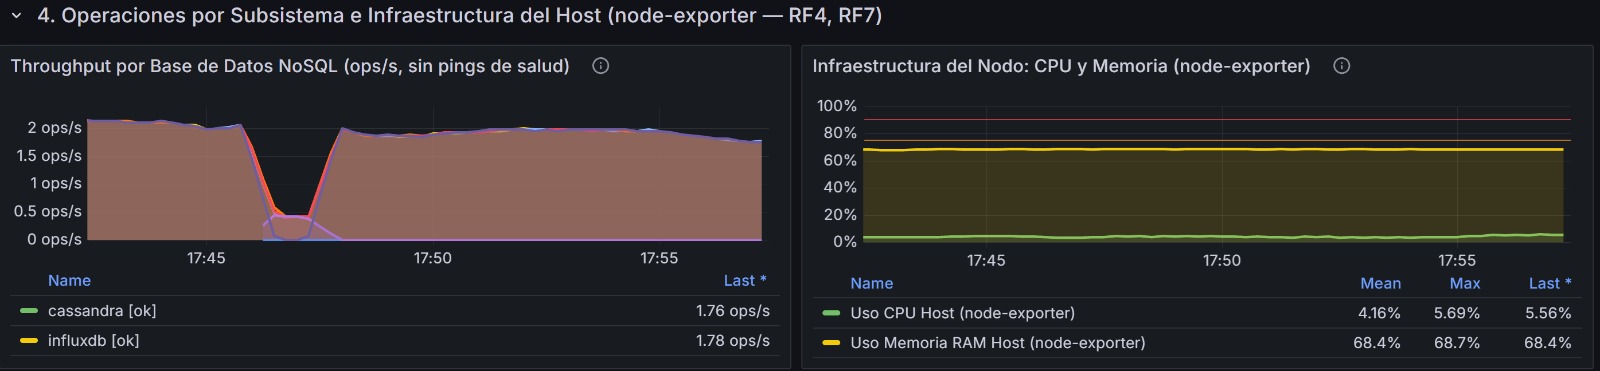 4. Operaciones por Subsistema e Infraestructura del Host (node-exporter — RF4, RF7)
Throughput por Base de Datos NoSQL (ops/s, sin pings de salud)
2 ops/s
1.5 ops/s
1 ops/s
0.5 ops/s
0 ops/s
17:45 17:50 17:55
Name Last *
cassandra [ok] 1.76 ops/s
influxdb [ok] 1.78 ops/s
Infraestructura del Nodo: CPU y Memoria (node-exporter)
100%
80%
60%
40%
20%
0%
17:45 17:50 17:55
Name Mean Max Last *
Uso CPU Host (node-exporter) 4.16% 5.69% 5.56%
Uso Memoria RAM Host (node-exporter) 68.4% 68.7% 68.4%